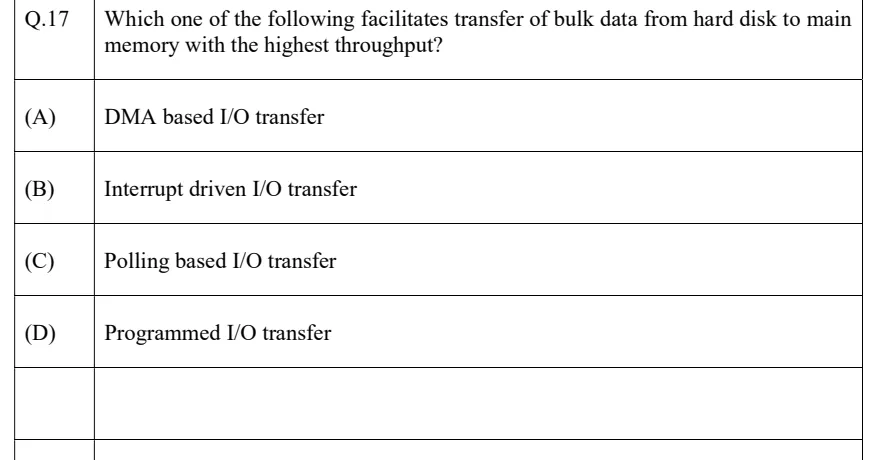 Q.17 Which one of the following facilitates transfer of bulk data from hard disk to main
memory with the highest throughput?
(A) DMA based I/O transfer
(B) Interrupt driven I/O transfer
(C) Polling based I/O transfer
(D) Programmed I/O transfer